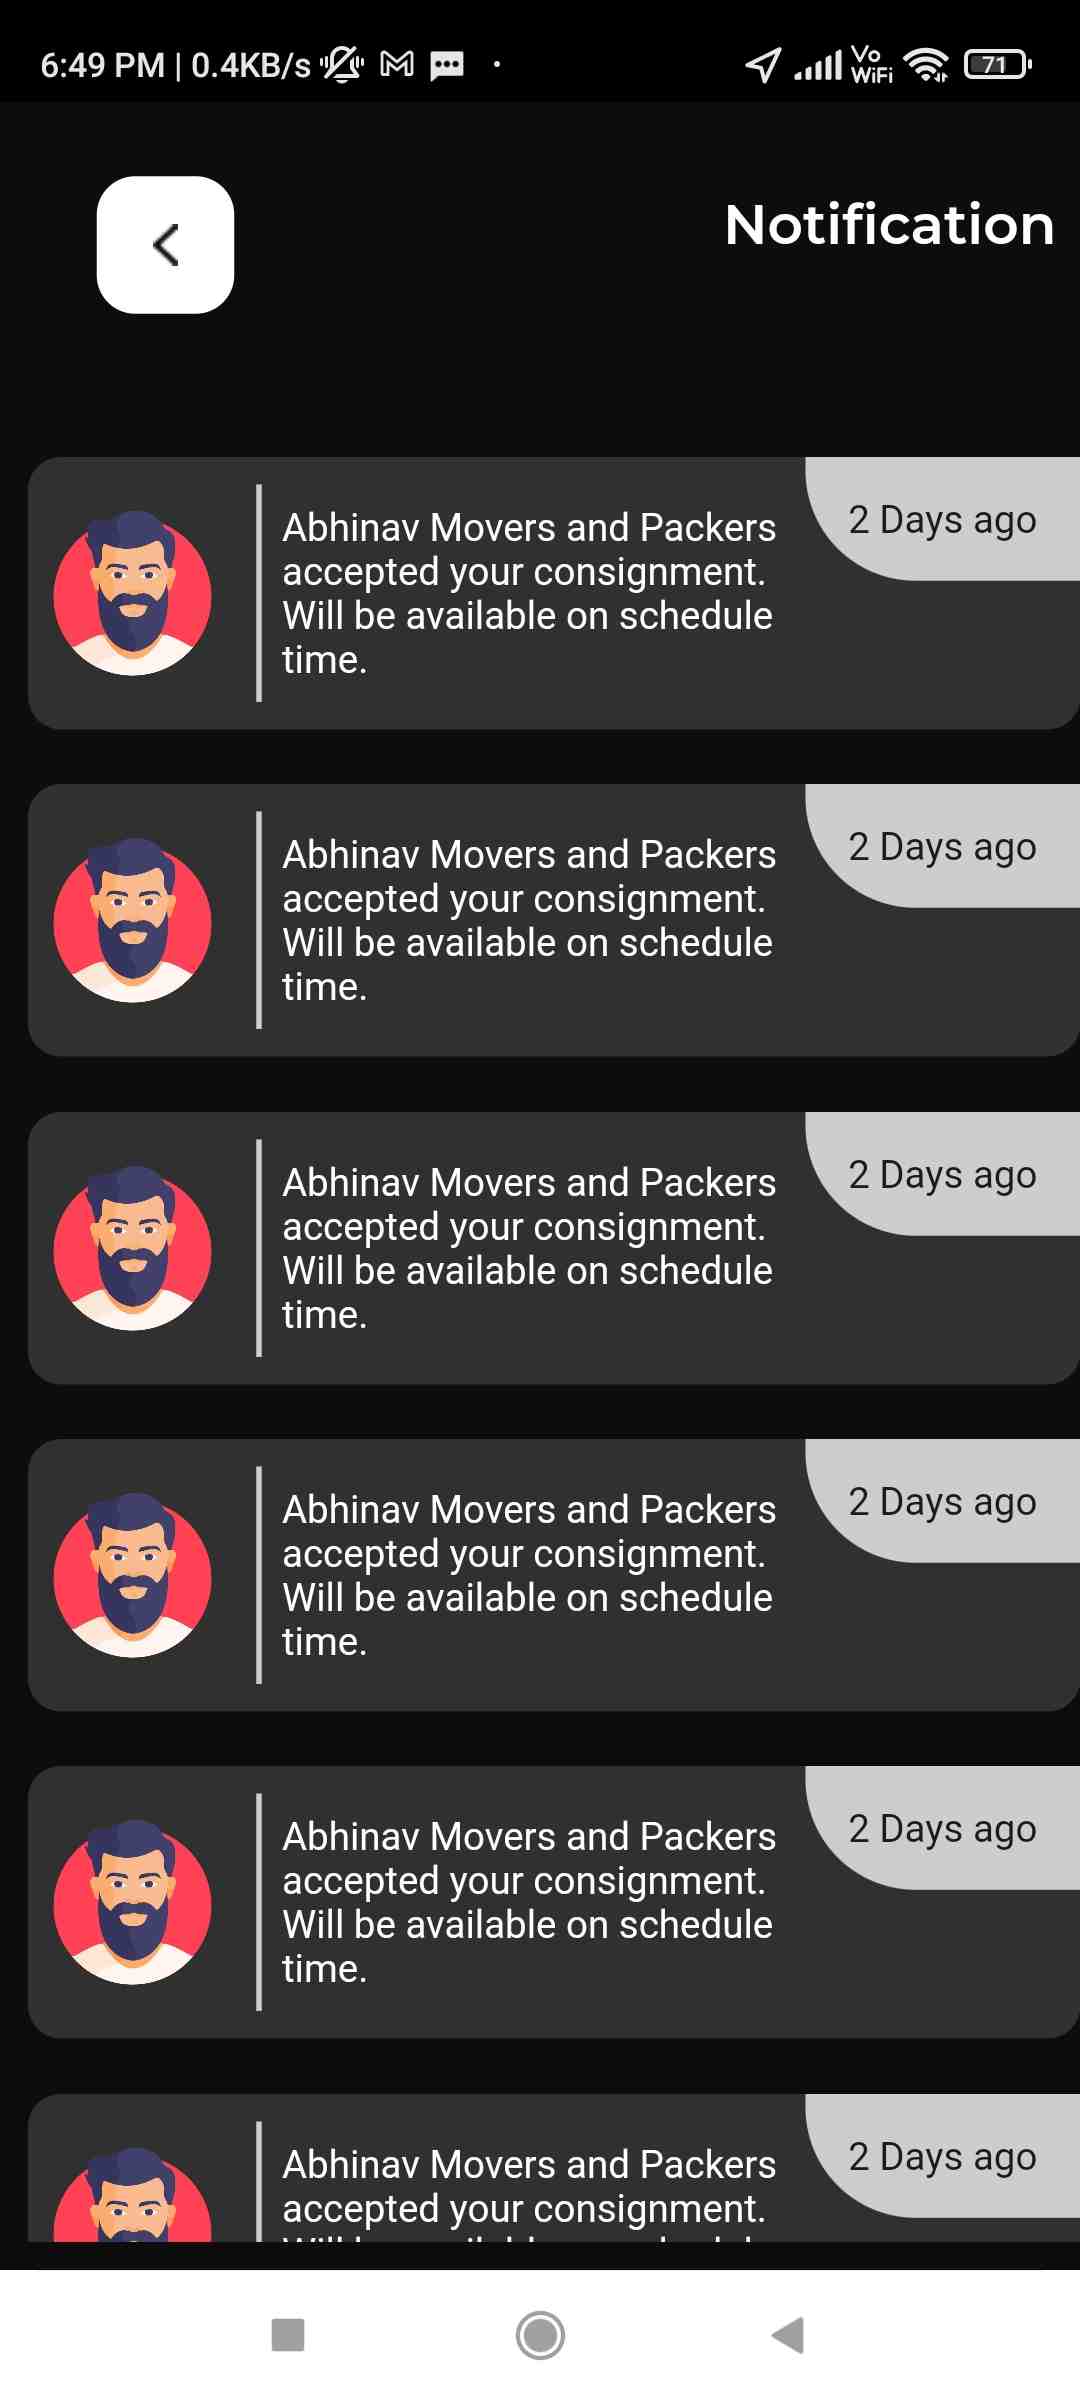 6:49 PM | 0.4KB/s
Vo
WiFi
71
Notification
2 Days ago
Abhinav Movers and Packers
accepted your consignment.
Will be available on schedule
time.
2 Days ago
Abhinav Movers and Packers
accepted your consignment.
Will be available on schedule
time.
2 Days ago
Abhinav Movers and Packers
accepted your consignment.
Will be available on schedule
time.
2 Days ago
Abhinav Movers and Packers
accepted your consignment.
Will be available on schedule
time.
2 Days ago
Abhinav Movers and Packers
accepted your consignment.
Will be available on schedule
time.
2 Days ago
Abhinav Movers and Packers
accepted your consignment.